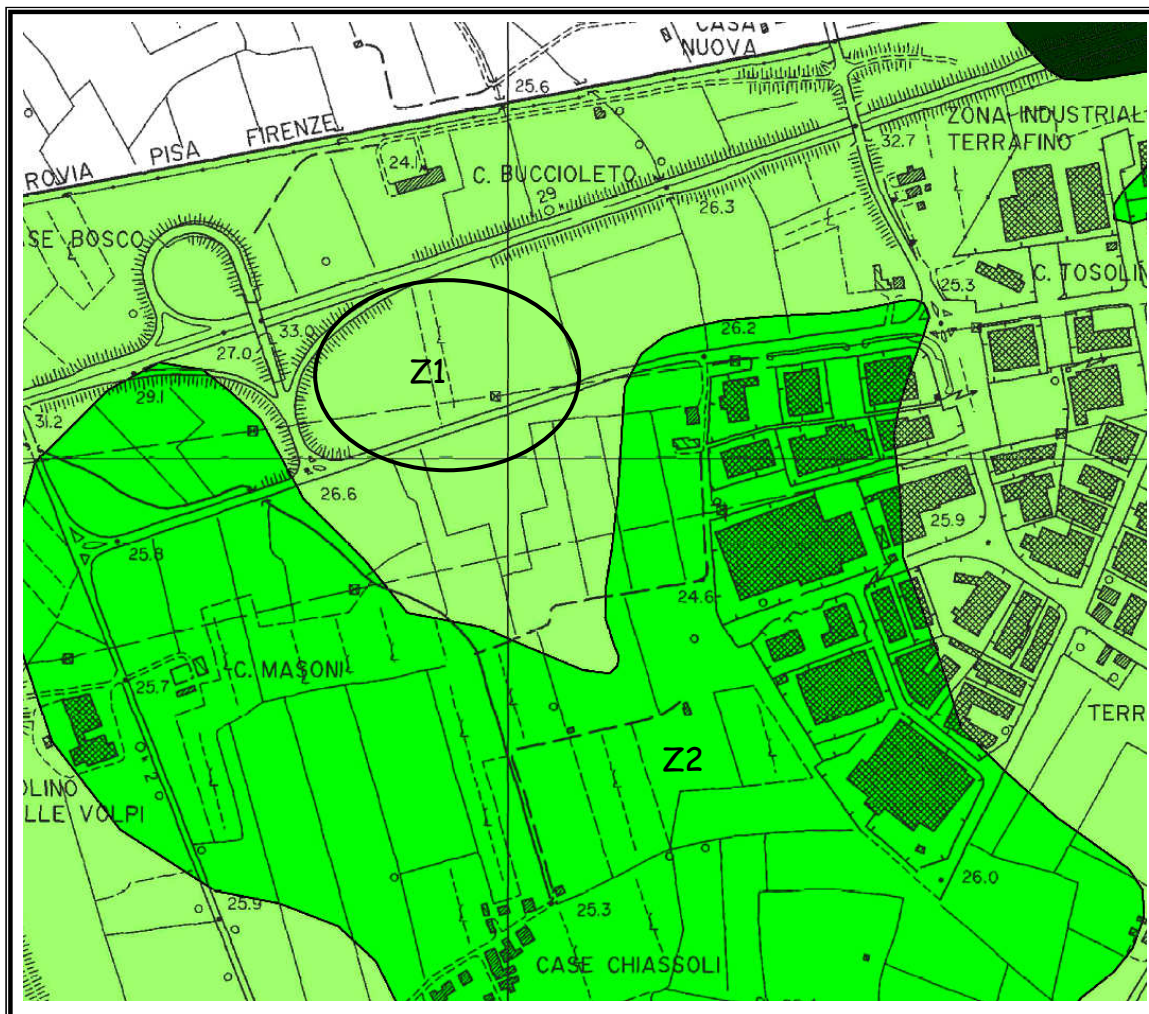 CASA
NUOVA
25.6
ZONA INDUSTRIAL
TERRAFINO
ROVIA PISA FIRENZE
24.1
32.7
C. BUCCIOLETO
29
26.3
SE BOSCO
C. TOSOLIN
25.3
33.0
26.2
27.0
Z1
29.1
31.2
26.6
25.9
25.8
24.6
C. MASONI
25.7
TERR
Z2
OLINO
LLE VOLPI
26.0
25.9
25.3
CASE CHIASSOLI